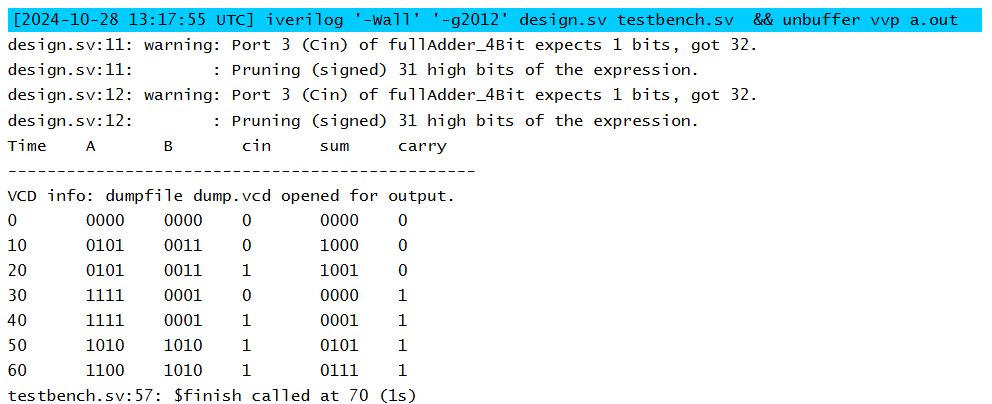 [2024-10-28 13:17:55 UTC] iverilog '-Wall' '-g2012' design.sv testbench.sv  && unbuffer vvp a.out
design.sv:11: warning: Port 3 (Cin) of fullAdder_4Bit expects 1 bits, got 32.
design.sv:11:        : Pruning (signed) 31 high bits of the expression.
design.sv:12: warning: Port 3 (Cin) of fullAdder_4Bit expects 1 bits, got 32.
design.sv:12:        : Pruning (signed) 31 high bits of the expression.
Time    A       B       cin     sum     carry
------------------------------------------------
VCD info: dumpfile dump.vcd opened for output.
0       0000    0000    0       0000    0
10      0101    0011    0       1000    0
20      0101    0011    1       1001    0
30      1111    0001    0       0000    1
40      1111    0001    1       0001    1
50      1010    1010    1       0101    1
60      1100    1010    1       0111    1
testbench.sv:57: $finish called at 70 (1s)